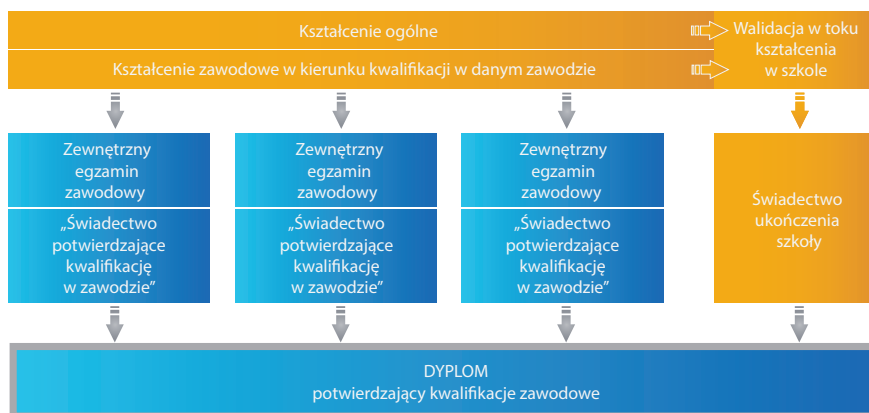 Kształcenie ogólne
Kształcenie zawodowe w kierunku kwalifikacji w danym zawodzie
Walidacja w toku
kształcenia
w szkole
Zewnętrzny
egzamin
zawodowy
„Świadectwo
potwierdzające
kwalifikację
w zawodzie”
Zewnętrzny
egzamin
zawodowy
„Świadectwo
potwierdzające
kwalifikację
w zawodzie”
Zewnętrzny
egzamin
zawodowy
„Świadectwo
potwierdzające
kwalifikację
w zawodzie”
Świadectwo
ukończenia
szkoły
DYPLOM
potwierdzający kwalifikacje zawodowe